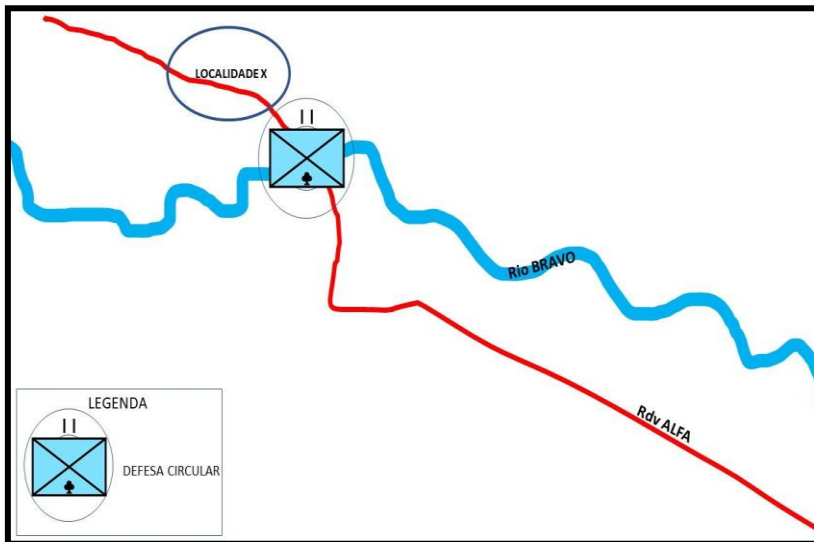 LOCALIDADE X
II
Rio BRAVO
Rdv ALFA
LEGENDA
II
DEFESA CIRCULAR